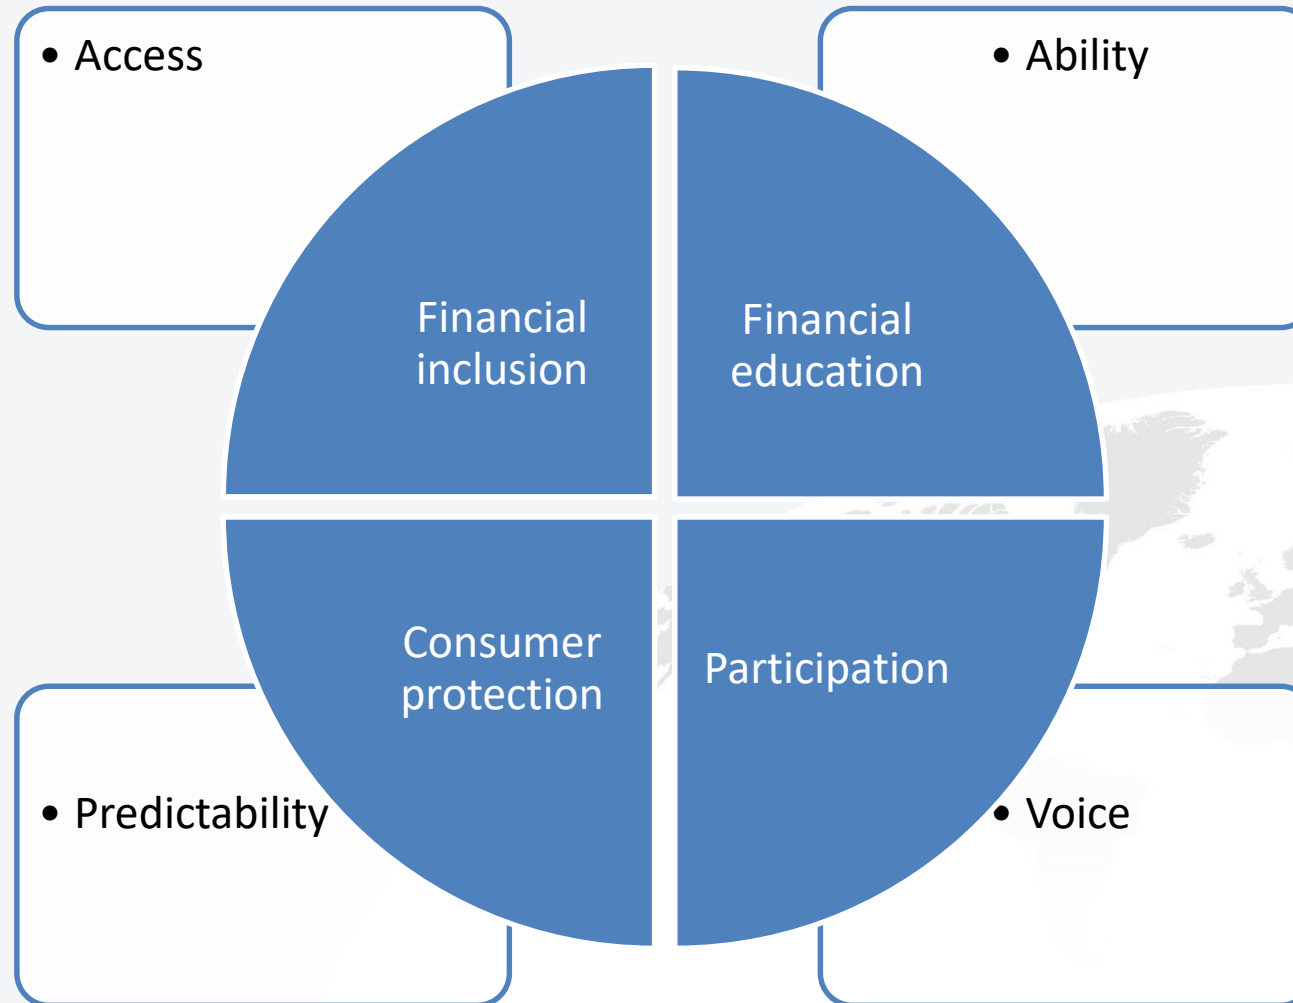 • Access
• Ability
Financial
inclusion
Financial
education
Consumer
protection
Participation
• Predictability
• Voice